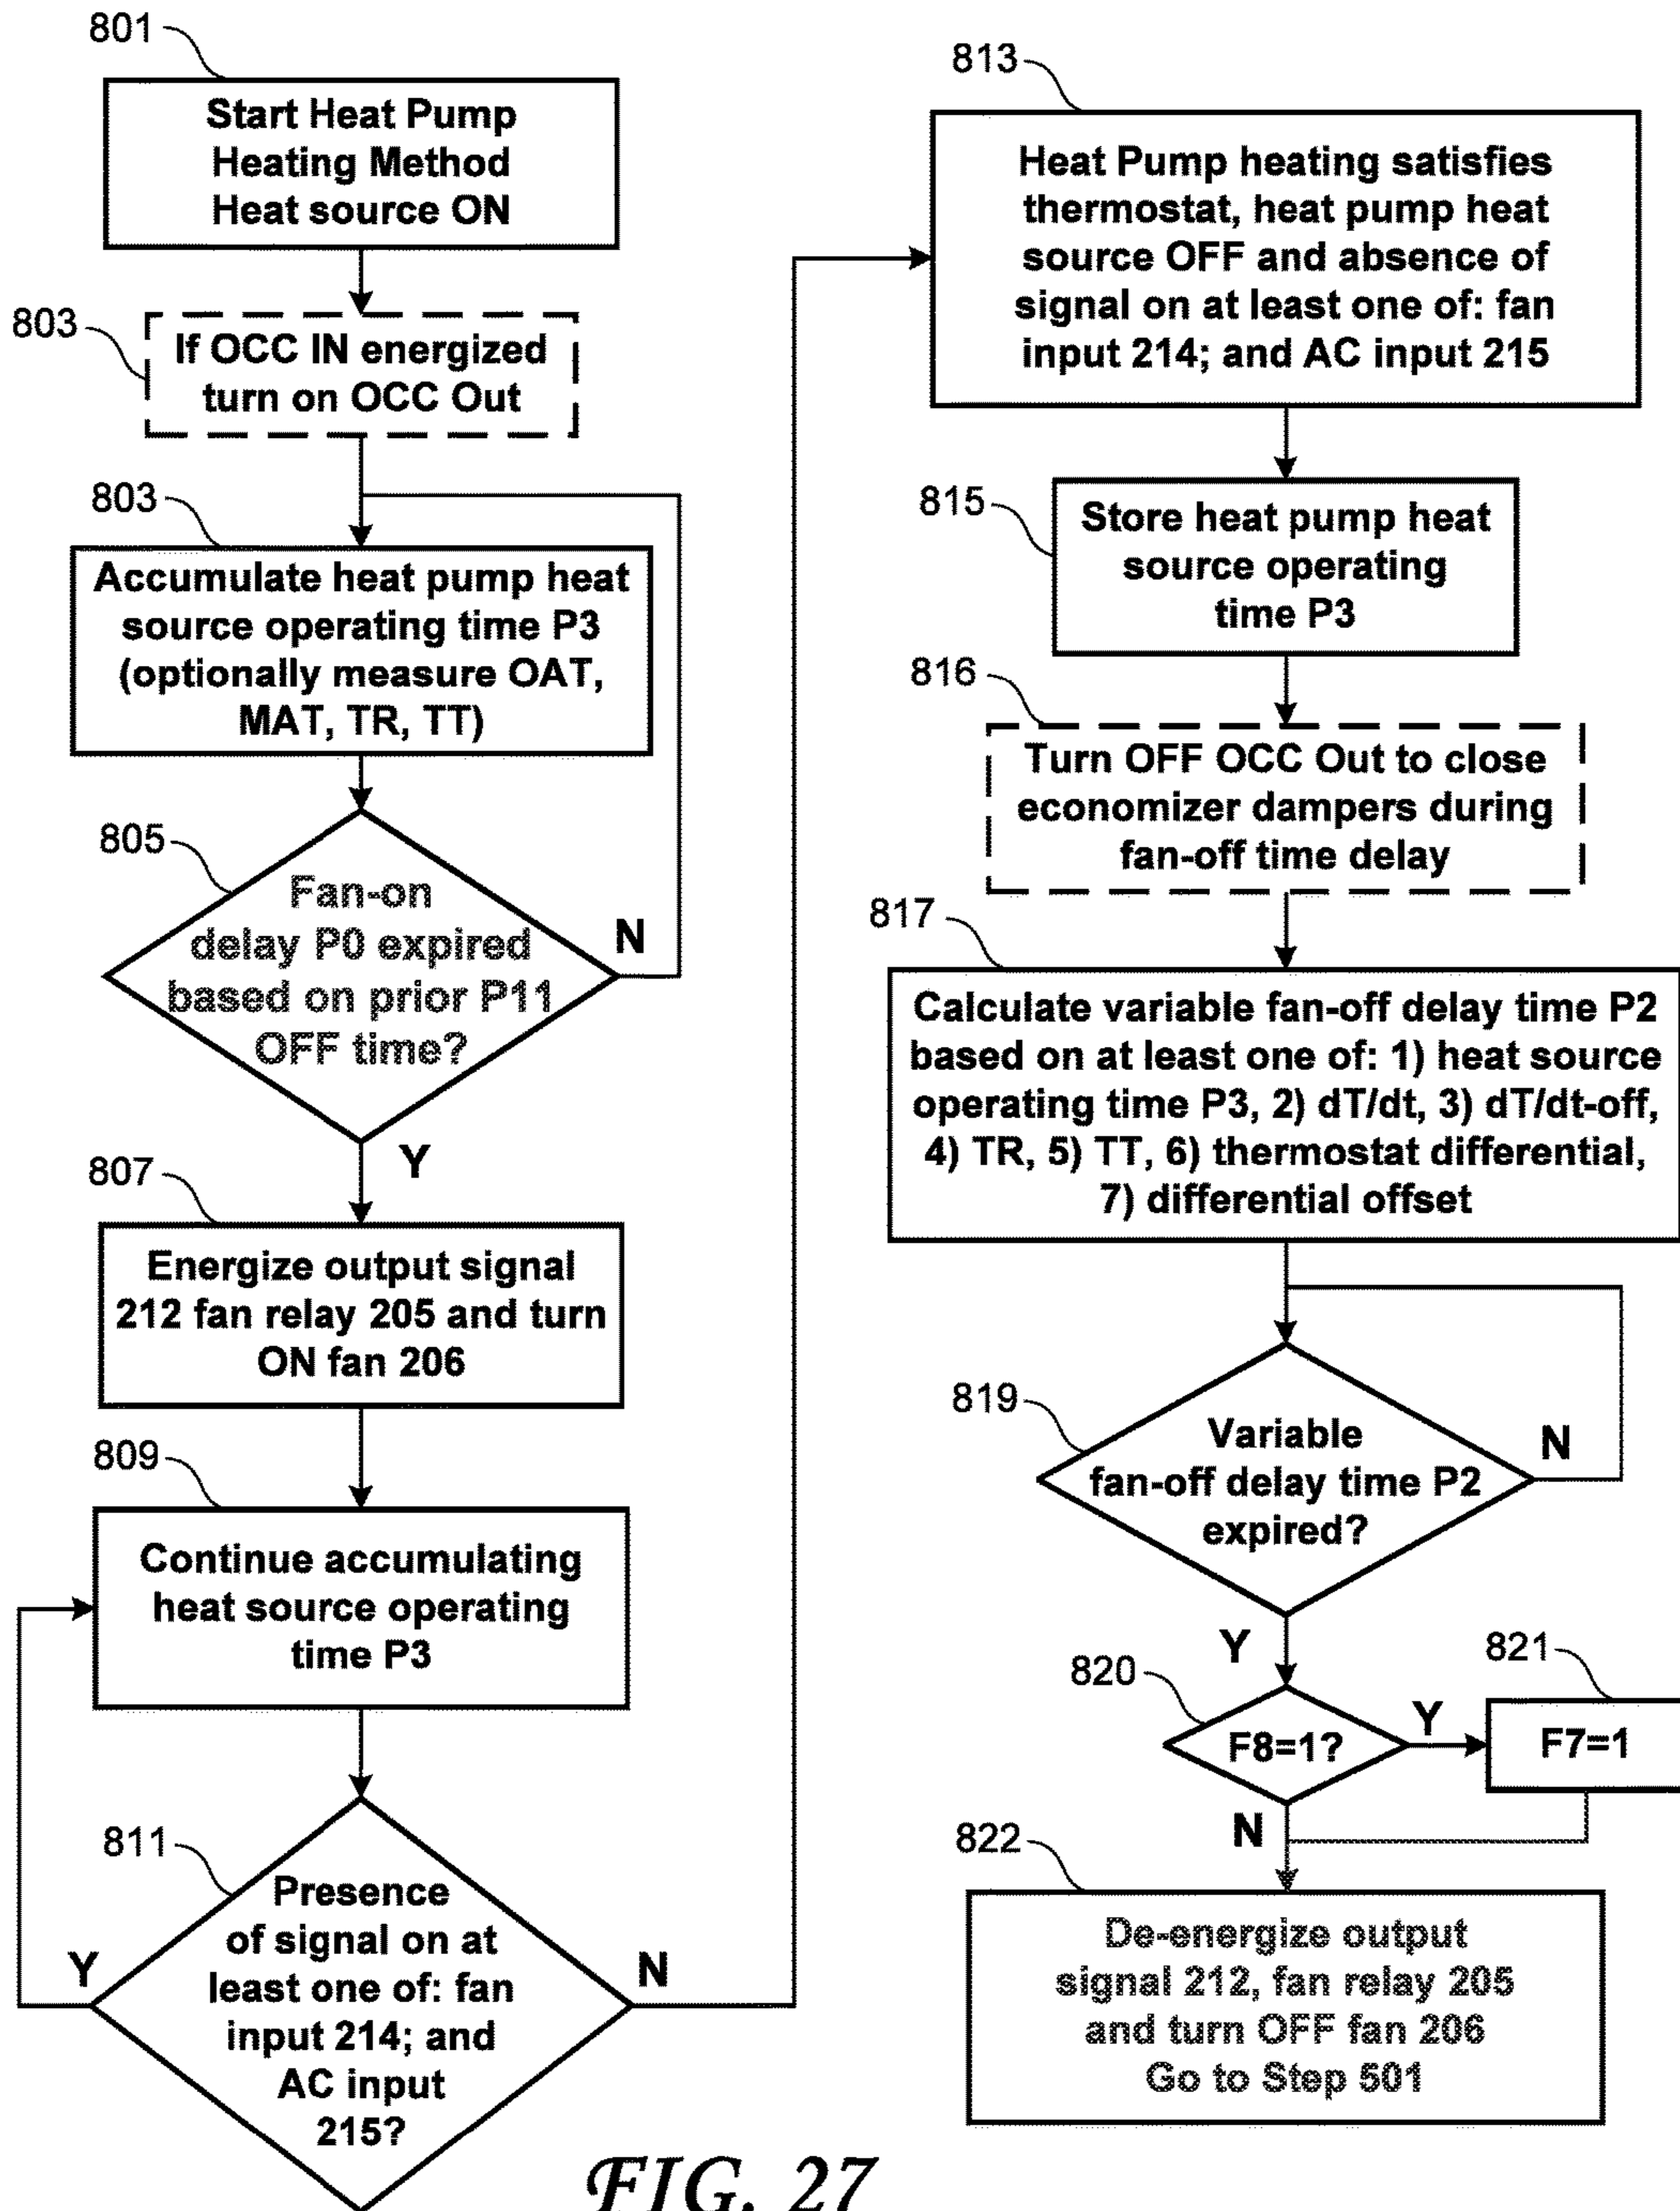 801
Start Heat Pump
Heating Method
Heat source ON
803
If OCC IN energized
turn on OCC Out
803
Accumulate heat pump heat
source operating time P3
(optionally measure OAT,
MAT, TR, TT)
805
Fan-on
delay P0 expired
based on prior P11
OFF time?
N
Y
807
Energize output signal
212 fan relay 205 and turn
ON fan 206
809
Continue accumulating
heat source operating
time P3
811
Presence
of signal on at
least one of: fan
input 214; and
AC input
215?
Y
N
813
Heat Pump heating satisfies
thermostat, heat pump heat
source OFF and absence of
signal on at least one of: fan
input 214; and AC input 215
815
Store heat pump heat
source operating
time P3
816
Turn OFF OCC Out to close
economizer dampers during
fan-off time delay
817
Calculate variable fan-off delay time P2
based on at least one of: 1) heat source
operating time P3, 2) dT/dt, 3) dT/dt-off,
4) TR, 5) TT, 6) thermostat differential,
7) differential offset
819
Variable
fan-off delay time P2
expired?
N
Y
820
F8=1?
Y
821
F7=1
N
822
De-energize output
signal 212, fan relay 205
and turn OFF fan 206
Go to Step 501
FIG. 27